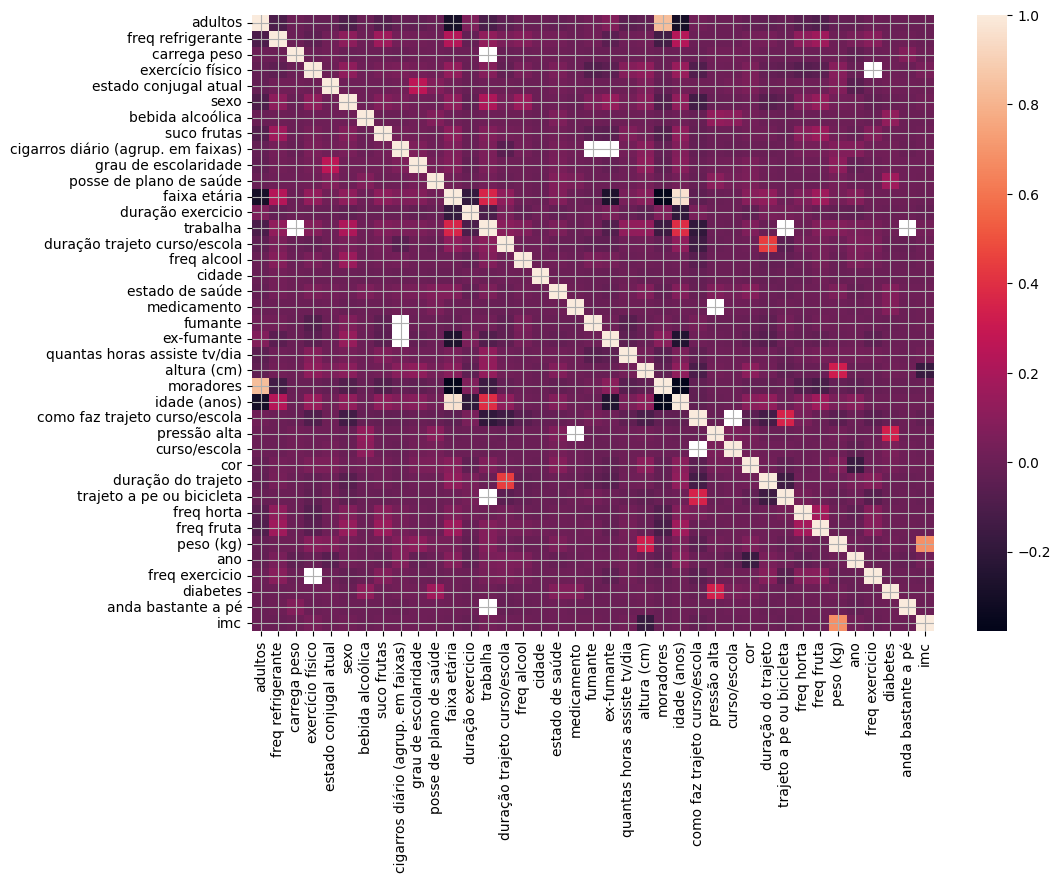 adultos
freq refrigerante
carrega peso
exercício físico
estado conjugal atual
sexo
bebida alcoólica
suco frutas
cigarros diário (agrup. em faixas)
grau de escolaridade
posse de plano de saúde
faixa etária
duração exercicio
trabalha
duração trajeto curso/escola
freq alcool
cidade
estado de saúde
medicamento
fumante
ex-fumante
quantas horas assiste tv/dia
altura (cm)
moradores
idade (anos)
como faz trajeto curso/escola
pressão alta
curso/escola
cor
duração do trajeto
trajeto a pe ou bicicleta
freq horta
freq fruta
peso (kg)
ano
freq exercicio
diabetes
anda bastante a pé
imc
adultos
freq refrigerante
carrega peso
exercício físico
estado conjugal atual
sexo
bebida alcoólica
suco frutas
cigarros diário (agrup. em faixas)
grau de escolaridade
posse de plano de saúde
faixa etária
duração exercicio
trabalha
duração trajeto curso/escola
freq alcool
cidade
estado de saúde
medicamento
fumante
ex-fumante
quantas horas assiste tv/dia
altura (cm)
moradores
idade (anos)
como faz trajeto curso/escola
pressão alta
curso/escola
cor
duração do trajeto
trajeto a pe ou bicicleta
freq horta
freq fruta
peso (kg)
ano
freq exercicio
diabetes
anda bastante a pé
imc
1.0
0.8
0.6
0.4
0.2
0.0
−0.2